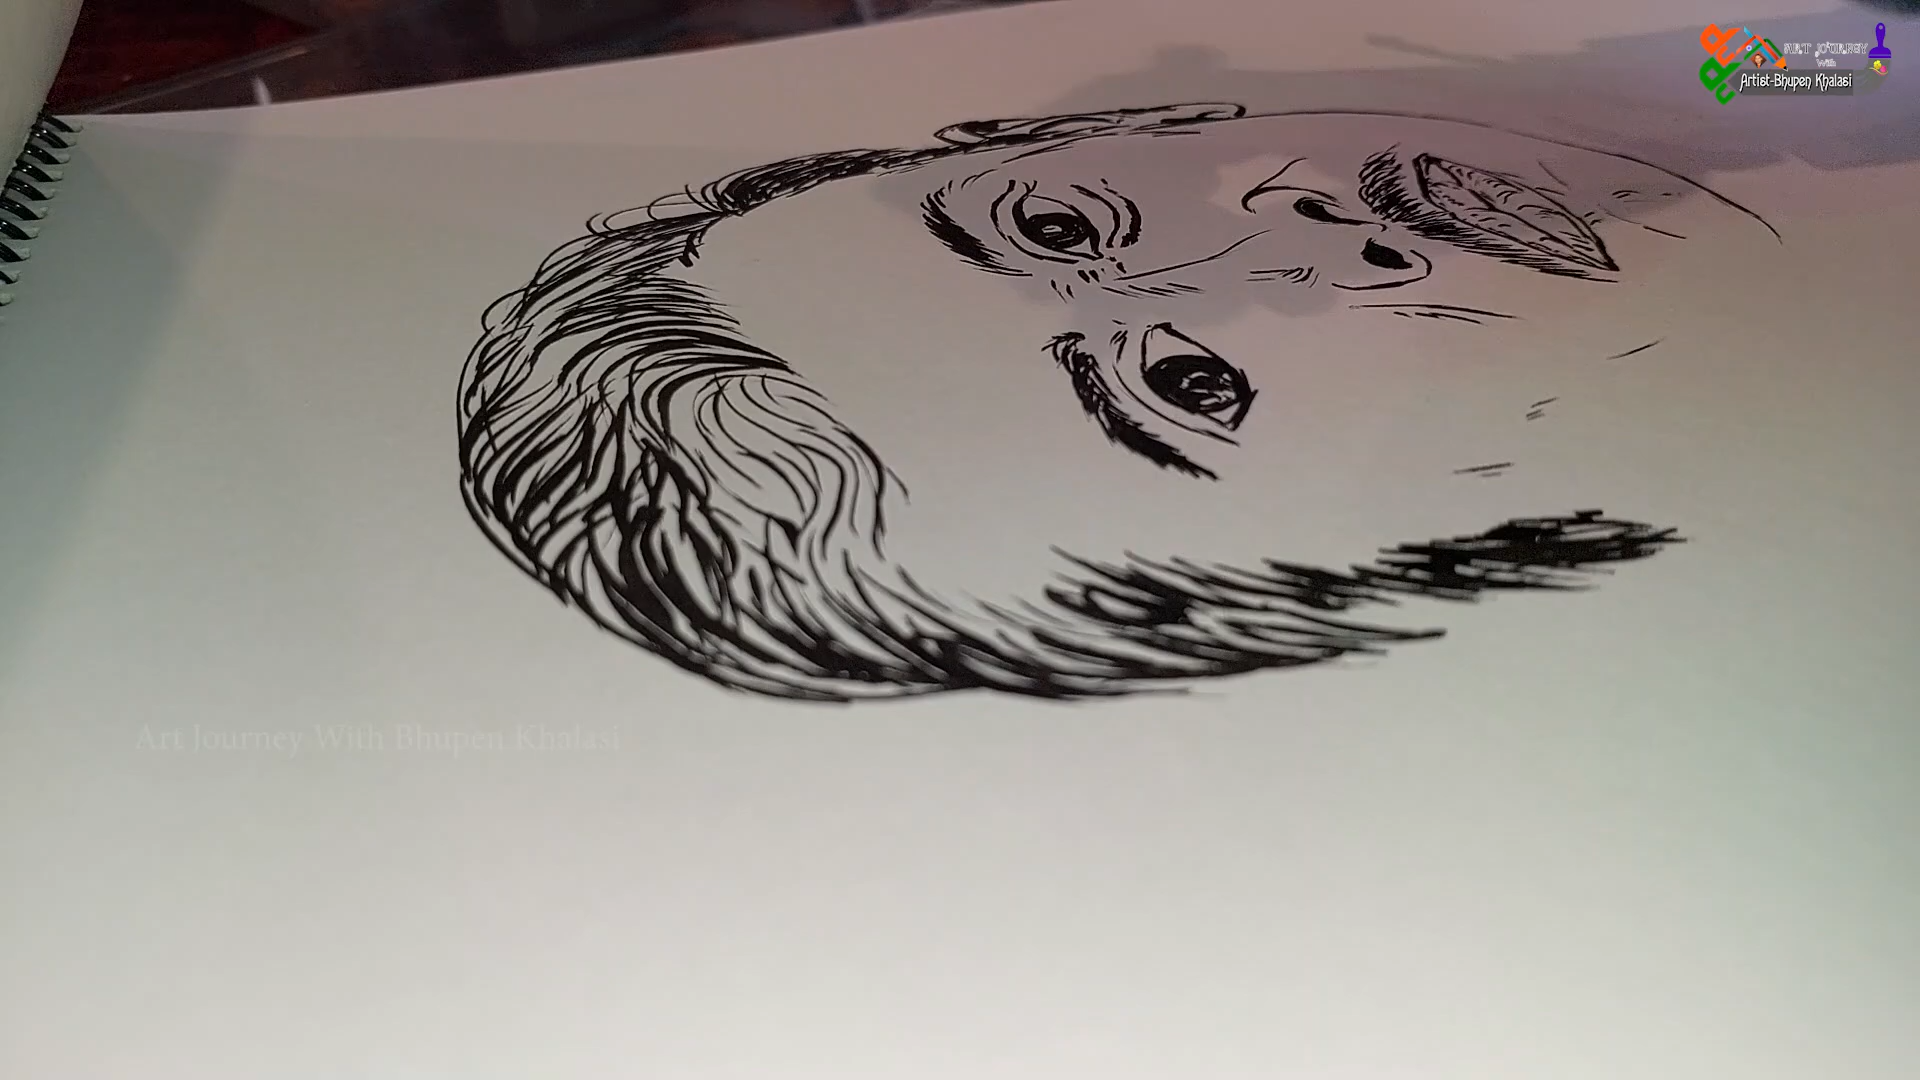 ART JOURNEY
With
Artist-Bhupen Khalasi
Art Journey With Bhupen Khalasi